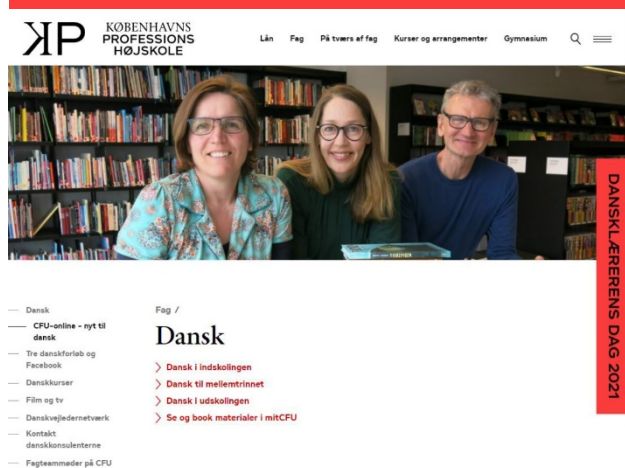 KP
KØBENHAVNS
PROFESSIONS
HØJSKOLE
Lån Fag På tværs af fag Kurser og arrangementer Gymnasium
DANSKLÆRERENS DAG 2021
Dansk
CFU-online - nyt til
dansk
Tre danskforløb og
Facebook
Danskkurser
Film og tv
Danskvejledernetværk
Kontakt
danskkonsulenterne
Fagteammøder på CFU
Fag /
Dansk
Dansk i indskolingen
Dansk til mellemtrinnet
Dansk i udskolingen
Se og book materialer i mitCFU